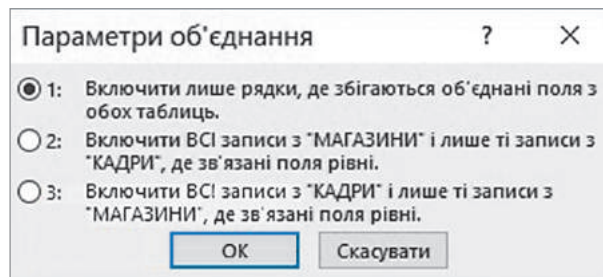 Параметри об'єднання ? ×
1: Включити лише рядки, де збігаються об'єднані поля з
обох таблиць.
2: Включити ВСІ записи з "МАГАЗИНИ" і лише ті записи з
"КАДРИ", де зв'язані поля рівні.
3: Включити ВСІ записи з "КАДРИ" і лише ті записи з
"МАГАЗИНИ", де зв'язані поля рівні.
ОК Скасувати